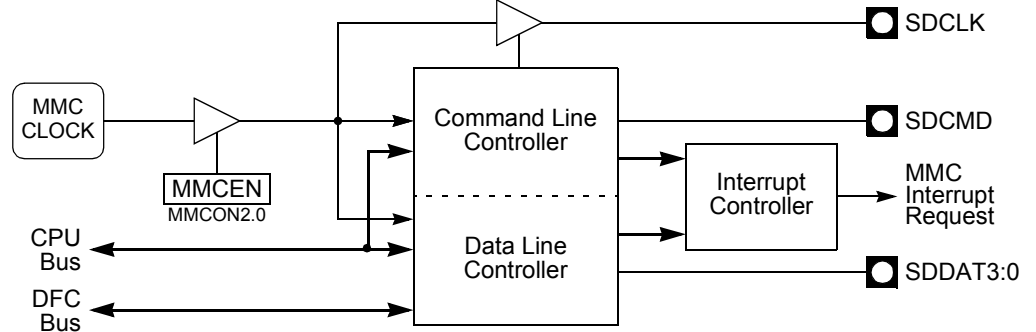 SDCLK
MMC
CLOCK
Command Line
Controller
SDCMD
MMCEN
MMCON2.0
Interrupt
Controller
MMC
Interrupt
Request
CPU
Bus
Data Line
Controller
SDDAT3:0
DFC
Bus